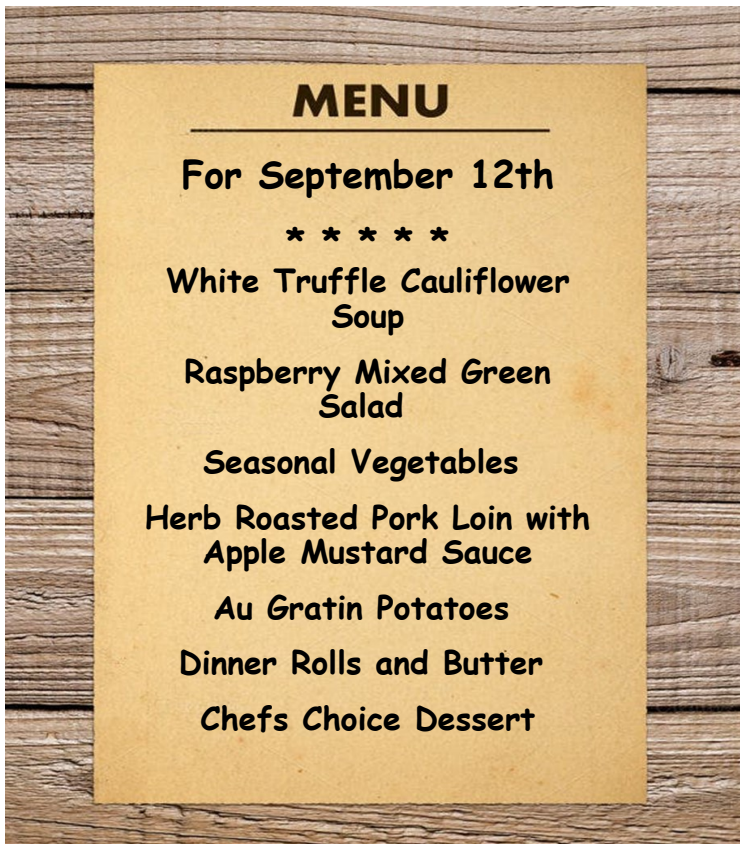 MENU
For September 12th
* * * * *
White Truffle Cauliflower
Soup
Raspberry Mixed Green
Salad
Seasonal Vegetables
Herb Roasted Pork Loin with
Apple Mustard Sauce
Au Gratin Potatoes
Dinner Rolls and Butter
Chefs Choice Dessert